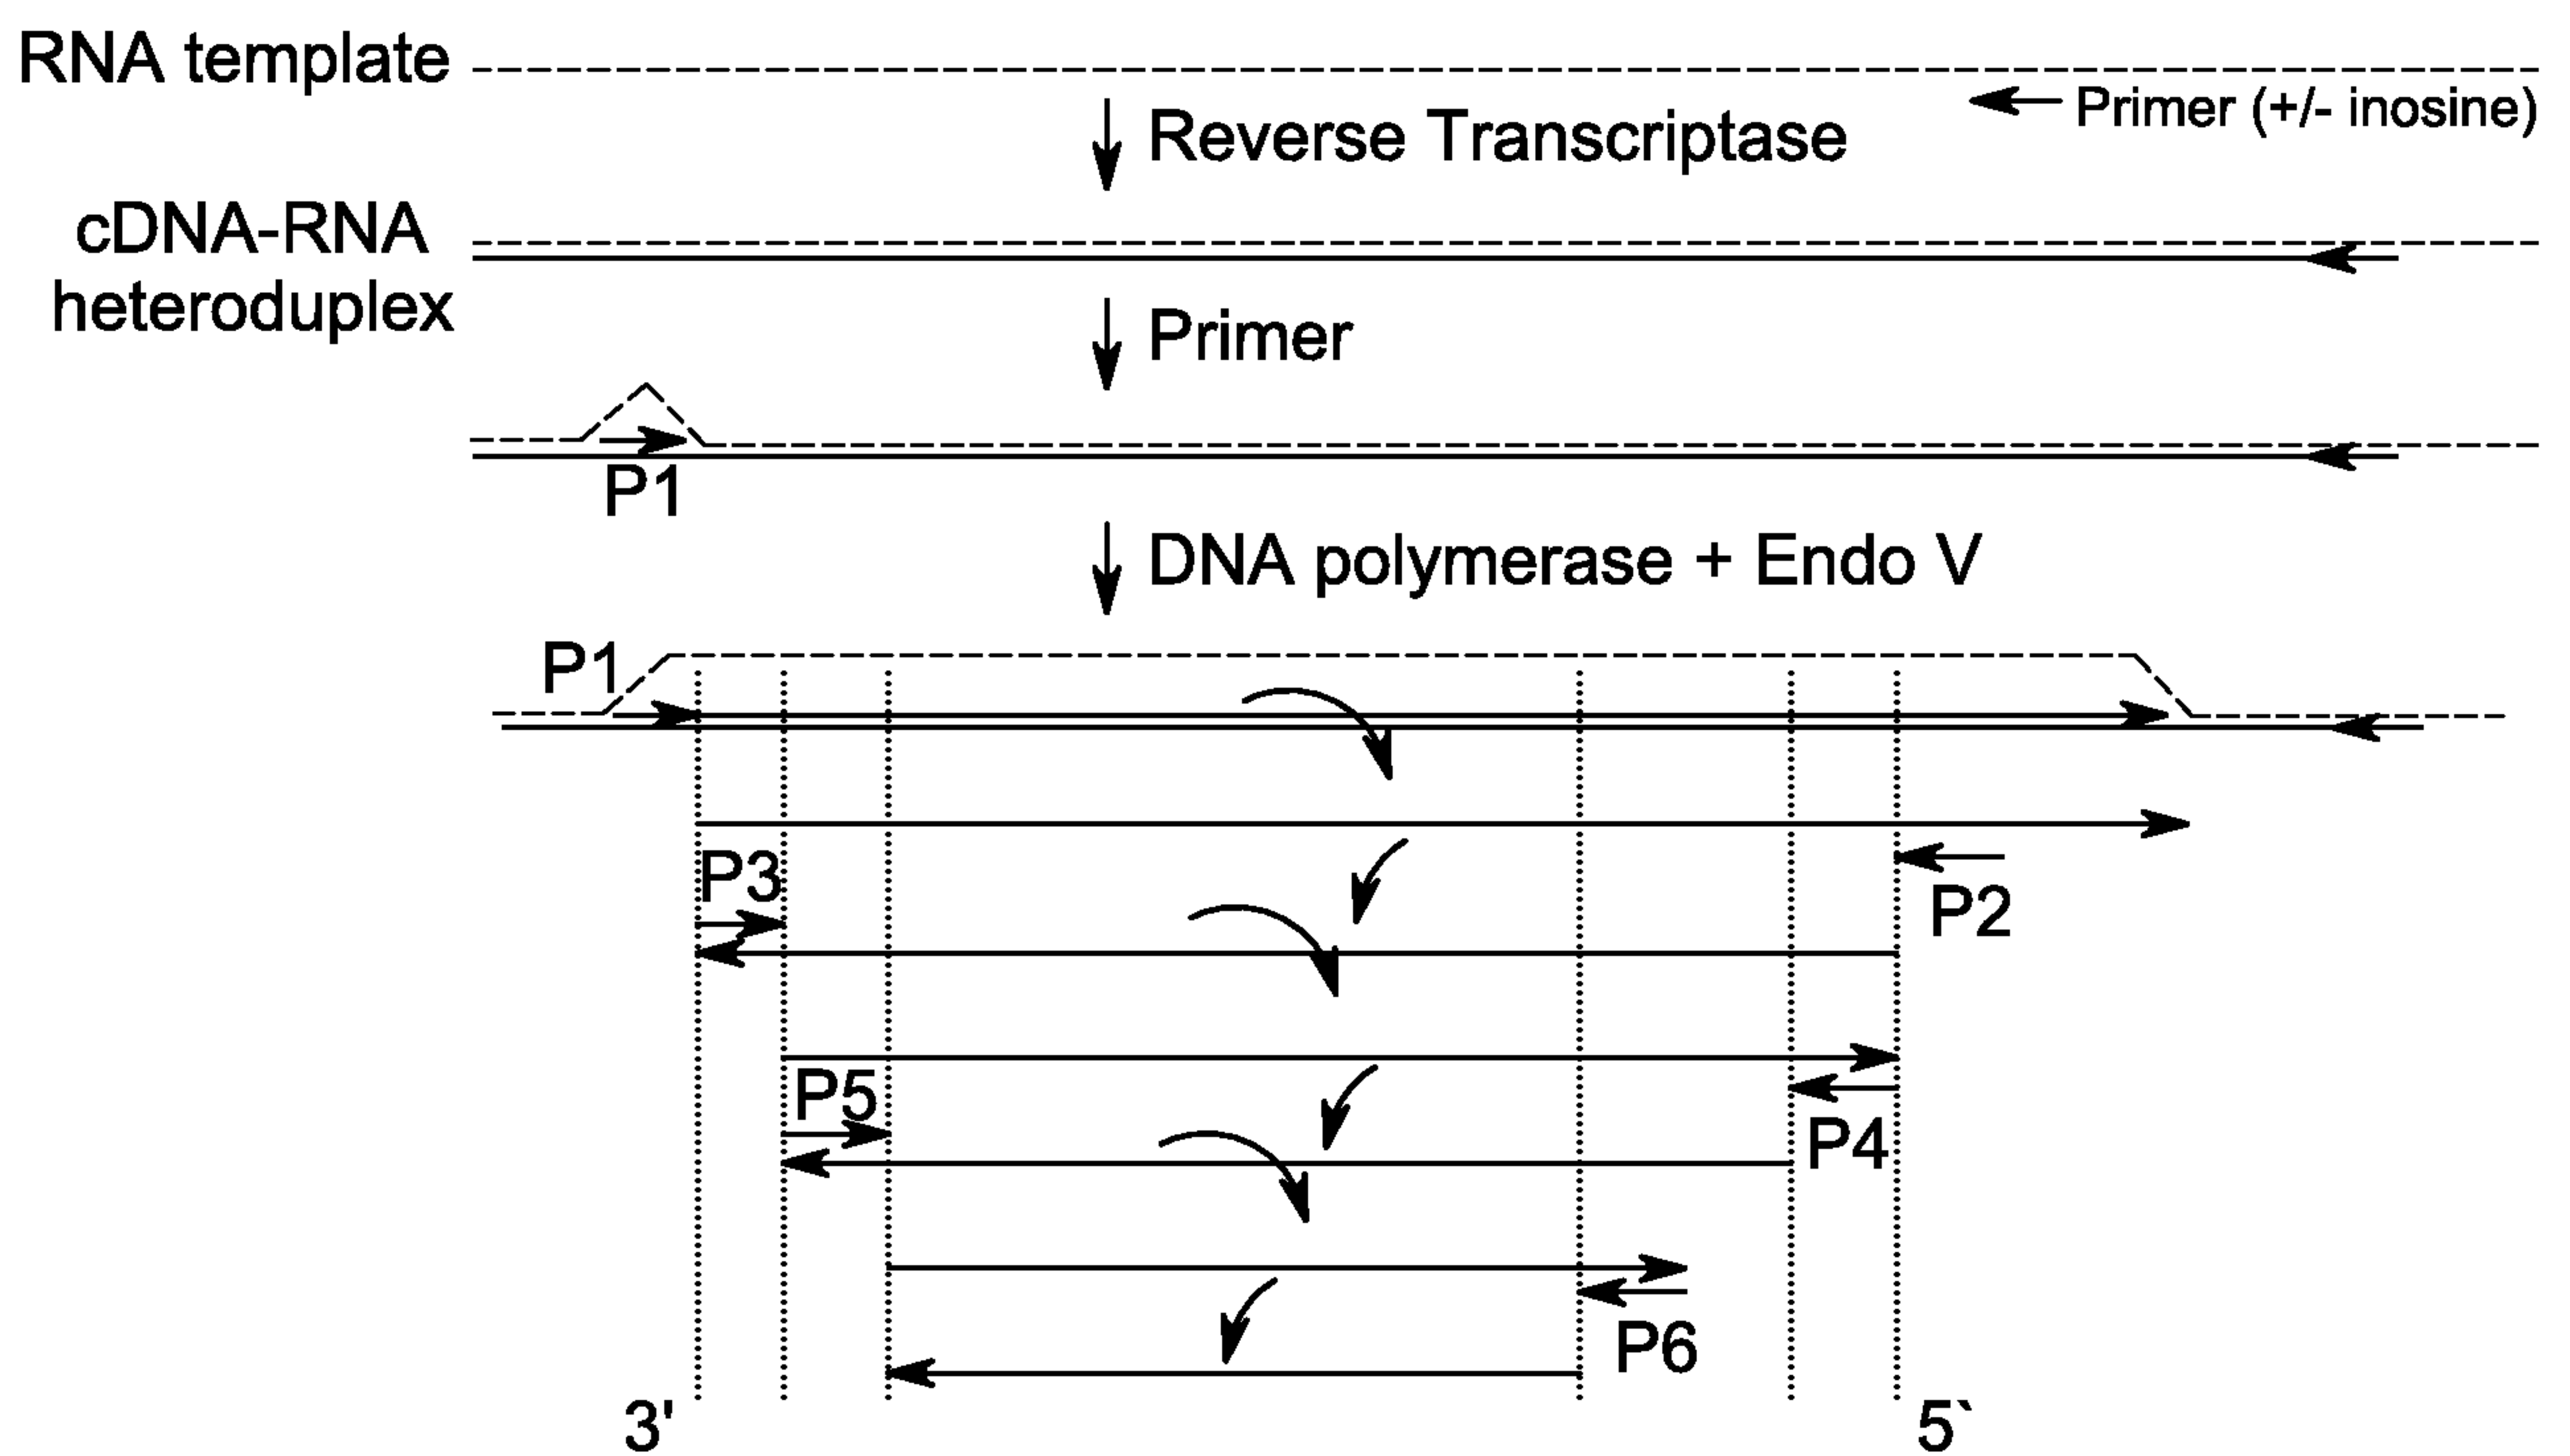 RNA template
Primer (+/- inosine)
Reverse Transcriptase
cDNA-RNA
heteroduplex
Primer
P1
DNA polymerase + Endo V
P1
P3
P2
P5
P4
P6
3'
5`